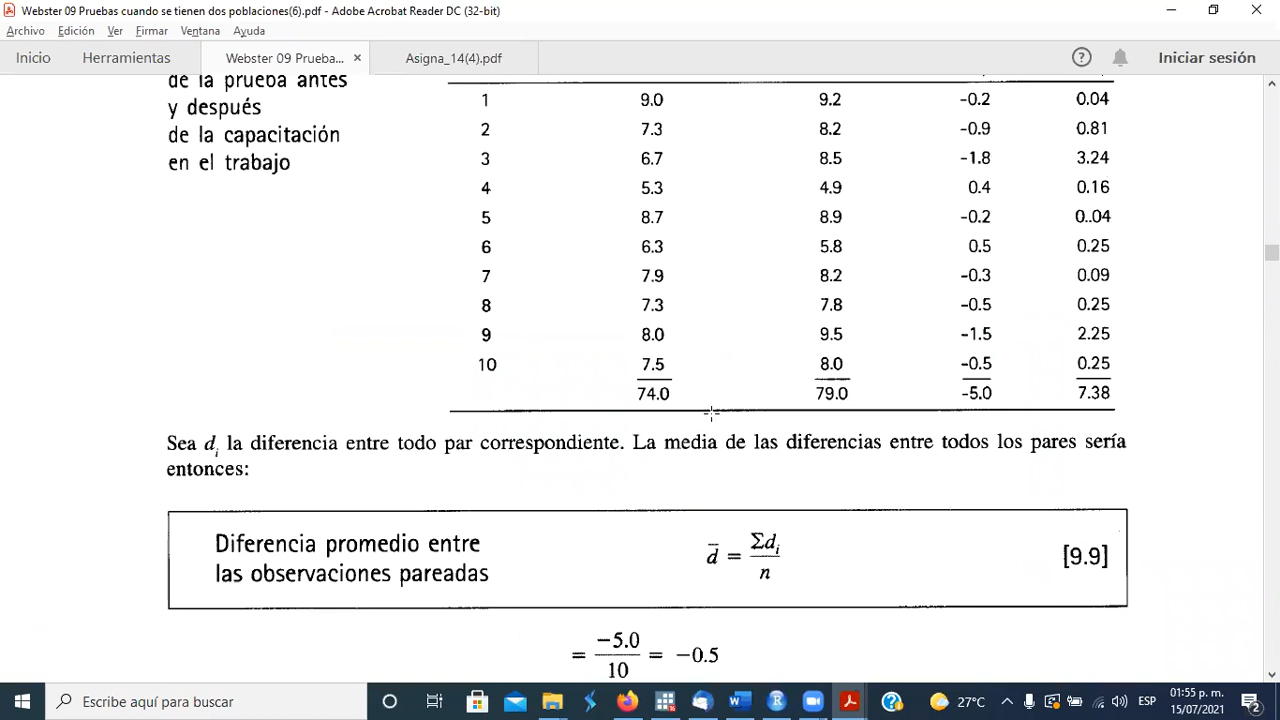 Webster 09 Pruebas cuando se tienen dos poblaciones(6).pdf - Adobe Acrobat Reader DC (32-bit)
Archivo Edición Ver Firmar Ventana Ayuda
Inicio Herramientas Webster 09 Prueba... × Asigna_14(4).pdf ? Iniciar sesión
de la prueba antes
y después
de la capacitación
en el trabajo
1 9.0 9.2 -0.2 0.04
2 7.3 8.2 -0.9 0.81
3 6.7 8.5 -1.8 3.24
4 5.3 4.9 0.4 0.16
5 8.7 8.9 -0.2 0..04
6 6.3 5.8 0.5 0.25
7 7.9 8.2 -0.3 0.09
8 7.3 7.8 -0.5 0.25
9 8.0 9.5 -1.5 2.25
10 7.5 8.0 -0.5 0.25
74.0 79.0 -5.0 7.38
Sea dᵢ la diferencia entre todo par correspondiente. La media de las diferencias entre todos los pares sería
entonces:
Diferencia promedio entre
las observaciones pareadas
d̄ = Σdᵢ / n [9.9]
= −5.0 / 10 = −0.5
Escribe aquí para buscar 27°C ESP 01:55 p. m.
15/07/2021 2